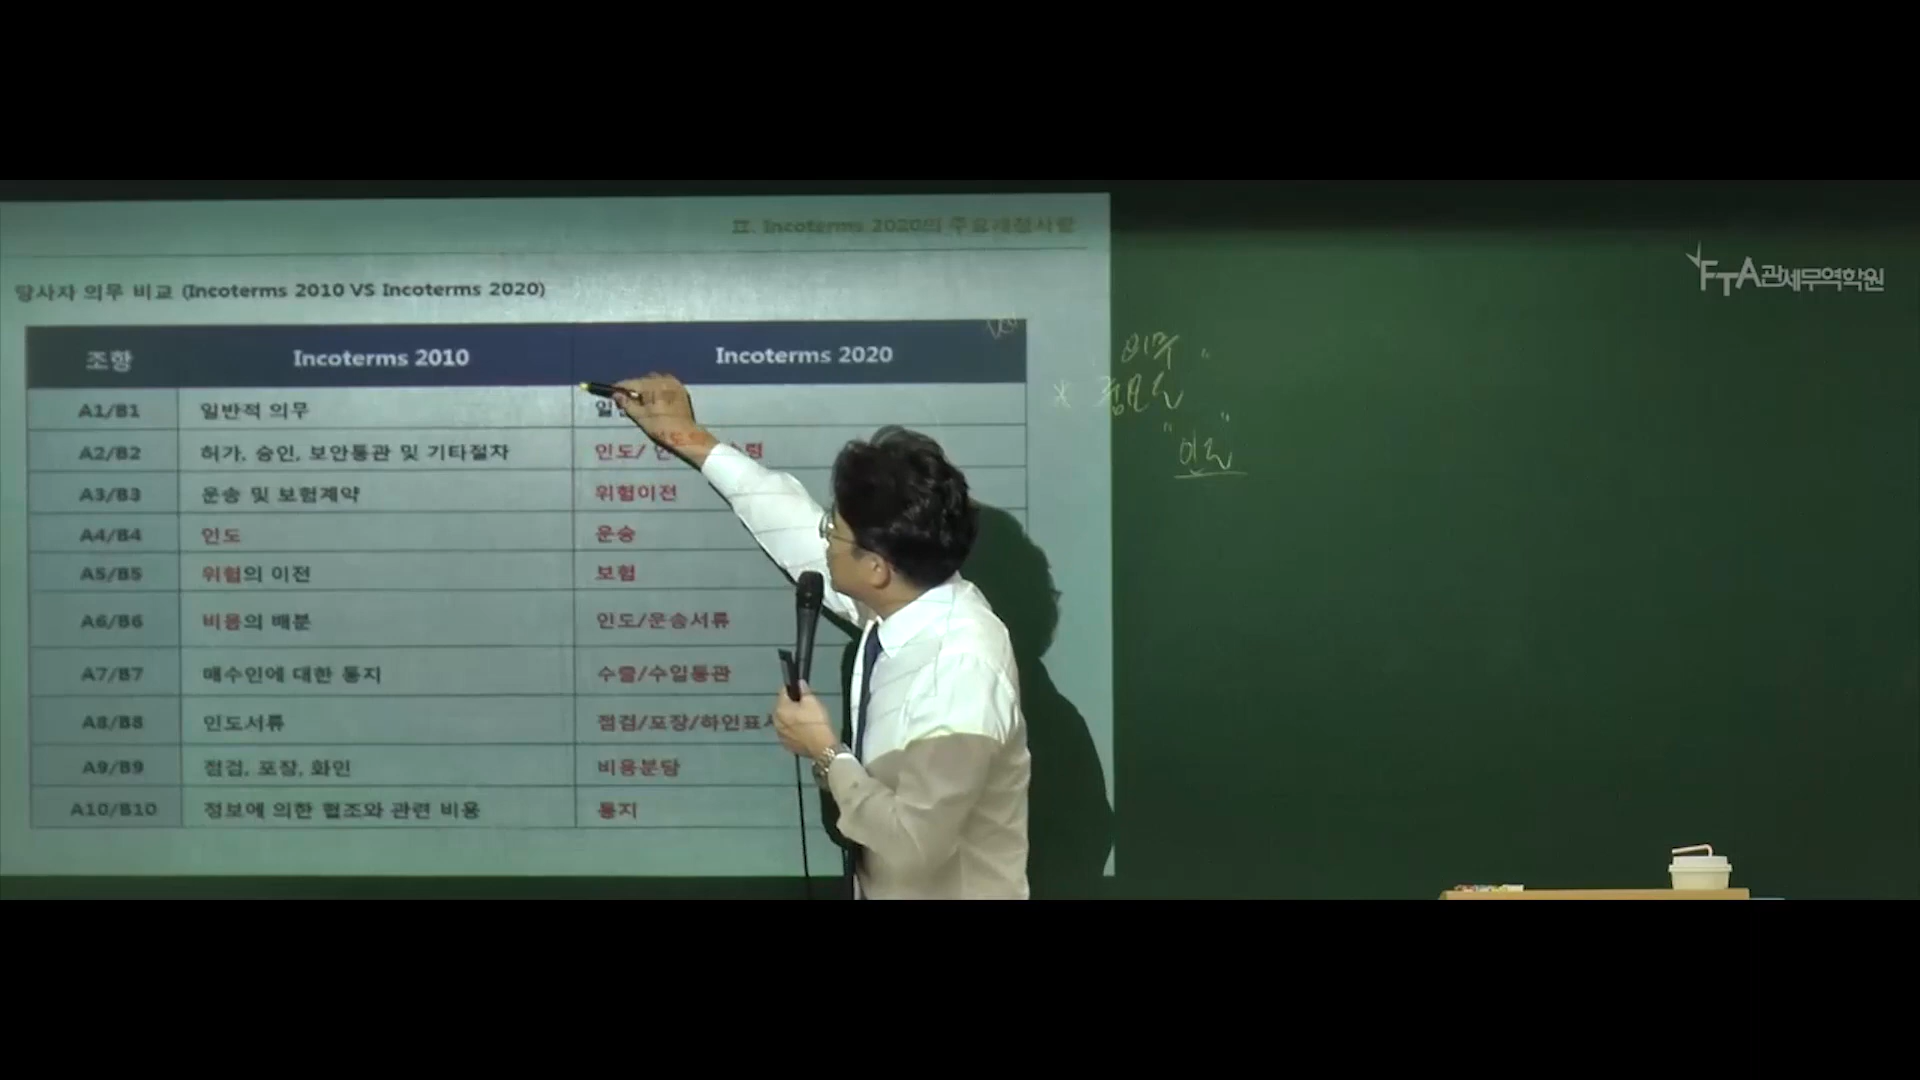 II. Incoterms 2020의 주요개정사항
FTA관세무역학원
당사자 의무 비교 (Incoterms 2010 VS Incoterms 2020)
조항 Incoterms 2010 Incoterms 2020
A1/B1 일반적 의무
A2/B2 허가, 승인, 보안통관 및 기타절차 인도/
A3/B3 운송 및 보험계약 위험이전
A4/B4 인도 운송
A5/B5 위험의 이전 보험
A6/B6 비용의 배분 인도/운송서류
A7/B7 매수인에 대한 통지 수출/수입통관
A8/B8 인도서류 점검/포장/하인표시
A9/B9 점검, 포장, 화인 비용분담
A10/B10 정보에 의한 협조와 관련 비용 통지
의무